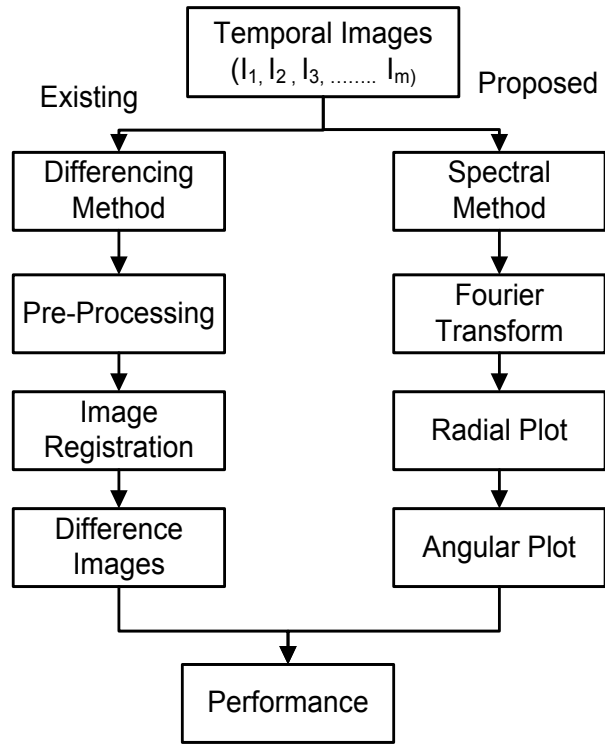 Temporal Images
(I1, I2 , I3, ........ Im)
Existing
Proposed
Differencing
Method
Spectral
Method
Pre-Processing
Fourier
Transform
Image
Registration
Radial Plot
Difference
Images
Angular Plot
Performance